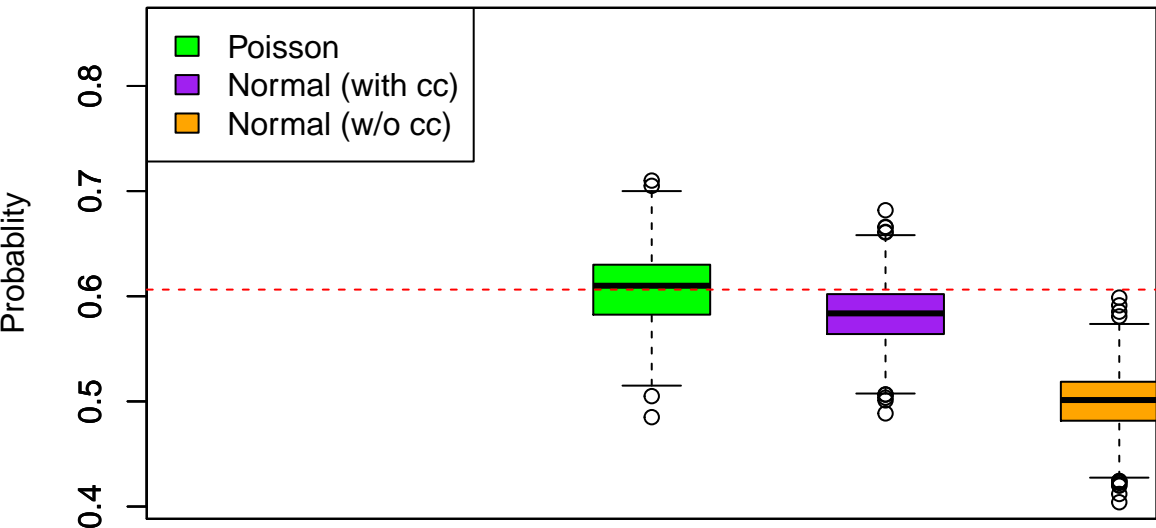 Poisson
Normal (with cc)
Normal (w/o cc)
Probablity
0.8
0.7
0.6
0.5
0.4